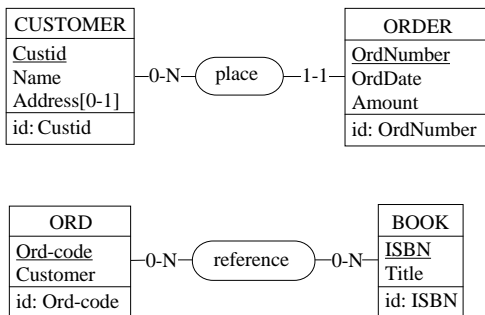 CUSTOMER
Custid
Name
Address[0-1]
id: Custid
0-N place 1-1
ORDER
OrdNumber
OrdDate
Amount
id: OrdNumber
ORD
Ord-code
Customer
id: Ord-code
0-N reference 0-N
BOOK
ISBN
Title
id: ISBN